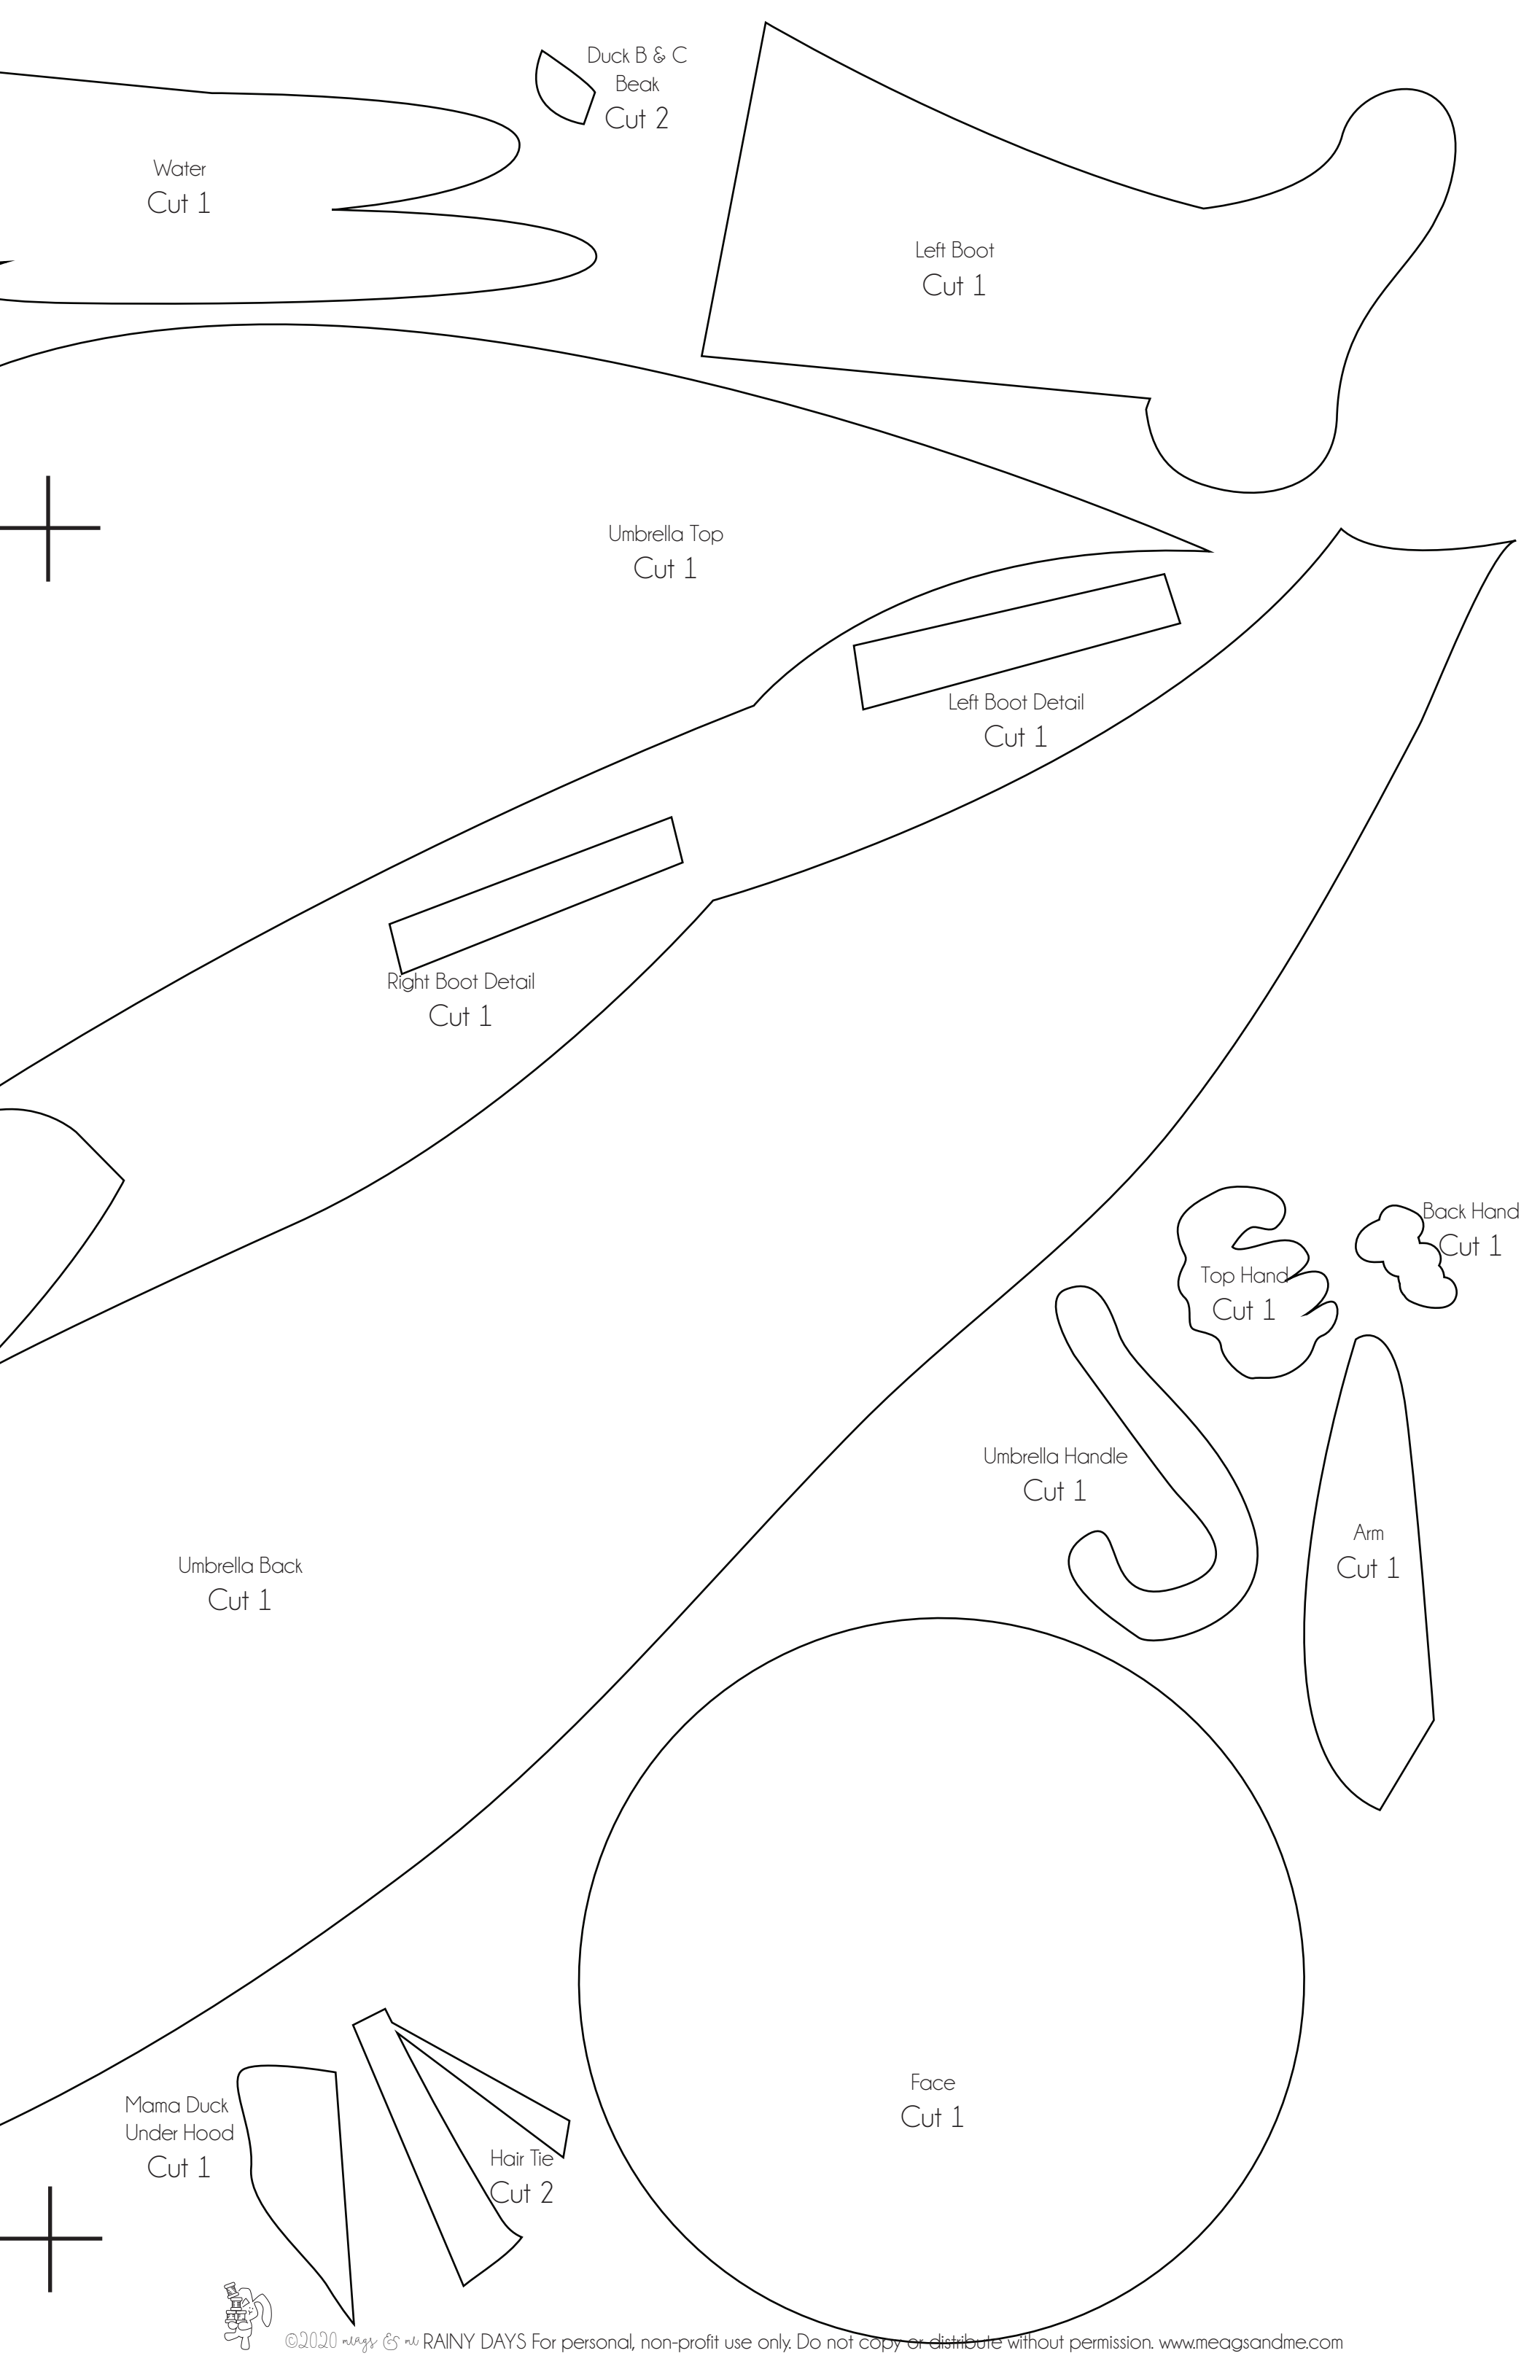 Duck B & C
Beak
Cut 2
Water
Cut 1
Left Boot
Cut 1
Umbrella Top
Cut 1
Left Boot Detail
Cut 1
Right Boot Detail
Cut 1
Back Hand
Cut 1
Top Hand
Cut 1
Umbrella Handle
Cut 1
Arm
Cut 1
Umbrella Back
Cut 1
Face
Cut 1
Mama Duck
Under Hood
Cut 1
Hair Tie
Cut 2
©2020 meags & me RAINY DAYS For personal, non-profit use only. Do not copy or distribute without permission. www.meagsandme.com